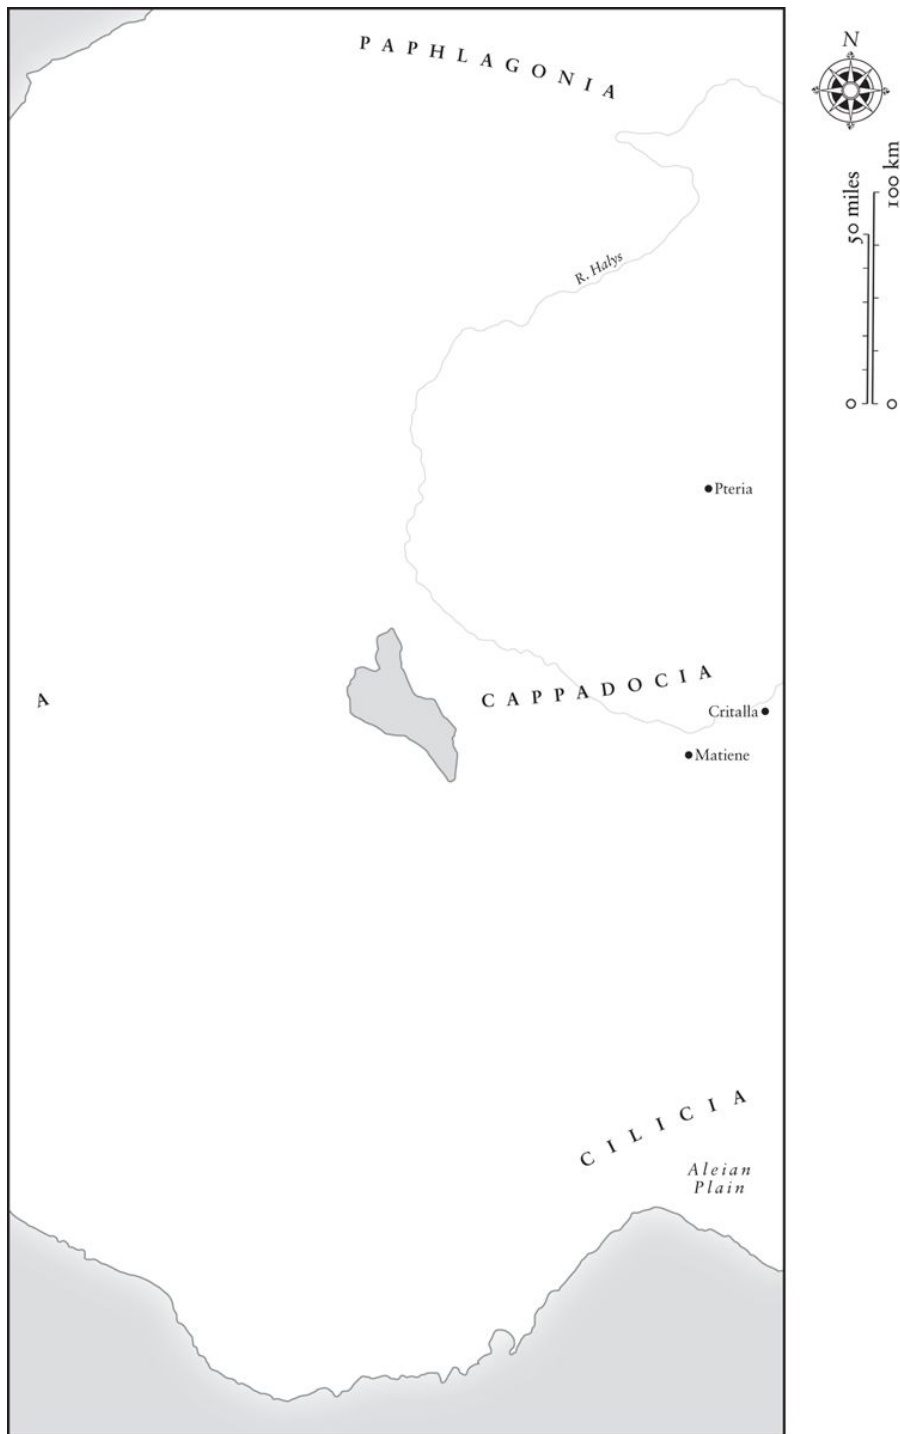 N
PAPHLAGONIA
50 miles
100 km
R. Halys
0
0
Pteria
CAPPADOCIA
A
Critalla
Matiene
CILICIA
Aleian
Plain